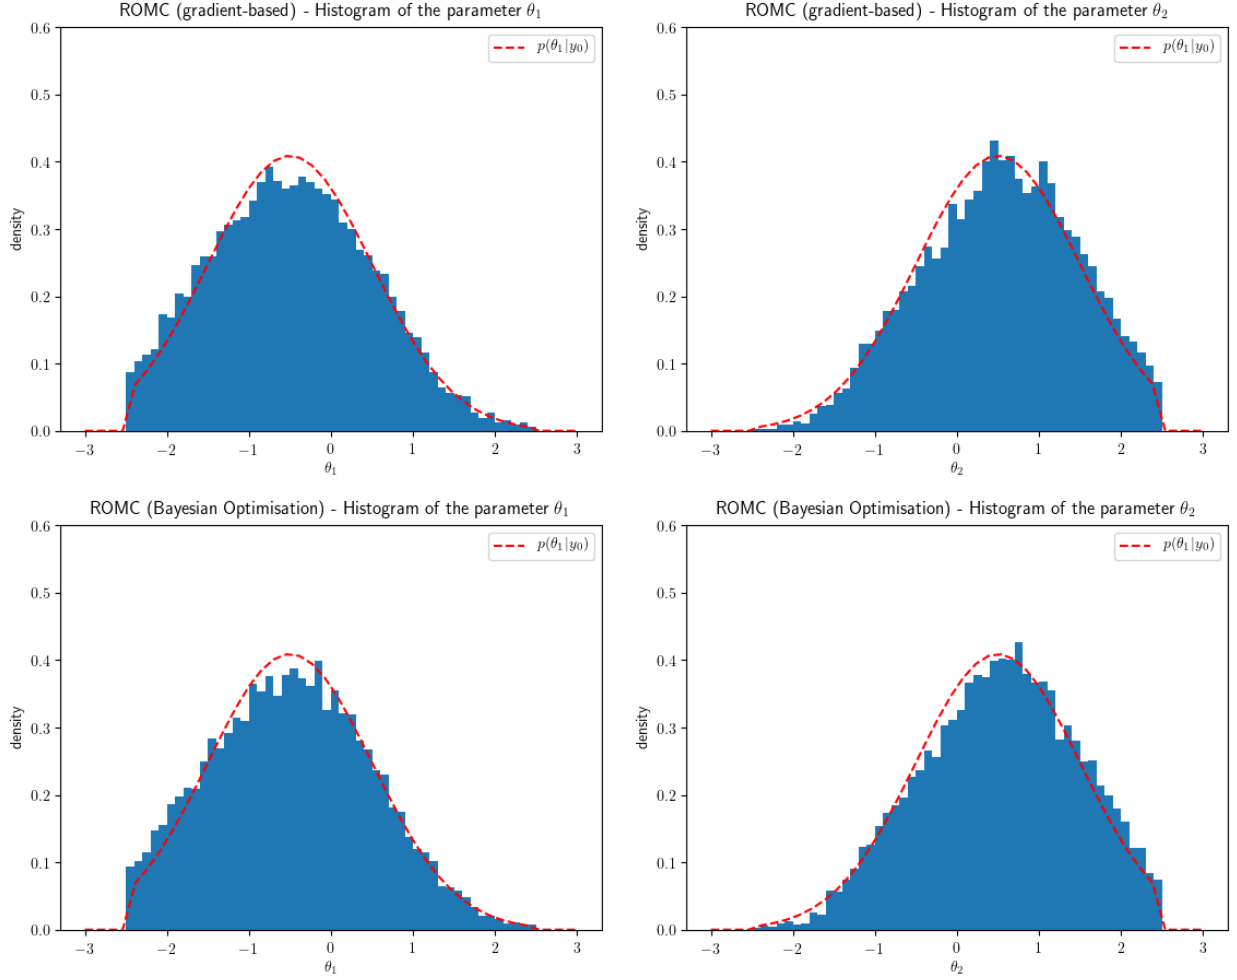 ROMC (gradient-based) - Histogram of the parameter θ₁
0.6
0.5
0.4
0.3
0.2
0.1
0.0
density
−3 −2 −1 0 1 2 3
θ₁
p(θ₁|y₀)
ROMC (gradient-based) - Histogram of the parameter θ₂
0.6
0.5
0.4
0.3
0.2
0.1
0.0
density
−3 −2 −1 0 1 2 3
θ₂
p(θ₁|y₀)
ROMC (Bayesian Optimisation) - Histogram of the parameter θ₁
0.6
0.5
0.4
0.3
0.2
0.1
0.0
density
−3 −2 −1 0 1 2 3
θ₁
p(θ₁|y₀)
ROMC (Bayesian Optimisation) - Histogram of the parameter θ₂
0.6
0.5
0.4
0.3
0.2
0.1
0.0
density
−3 −2 −1 0 1 2 3
θ₂
p(θ₁|y₀)